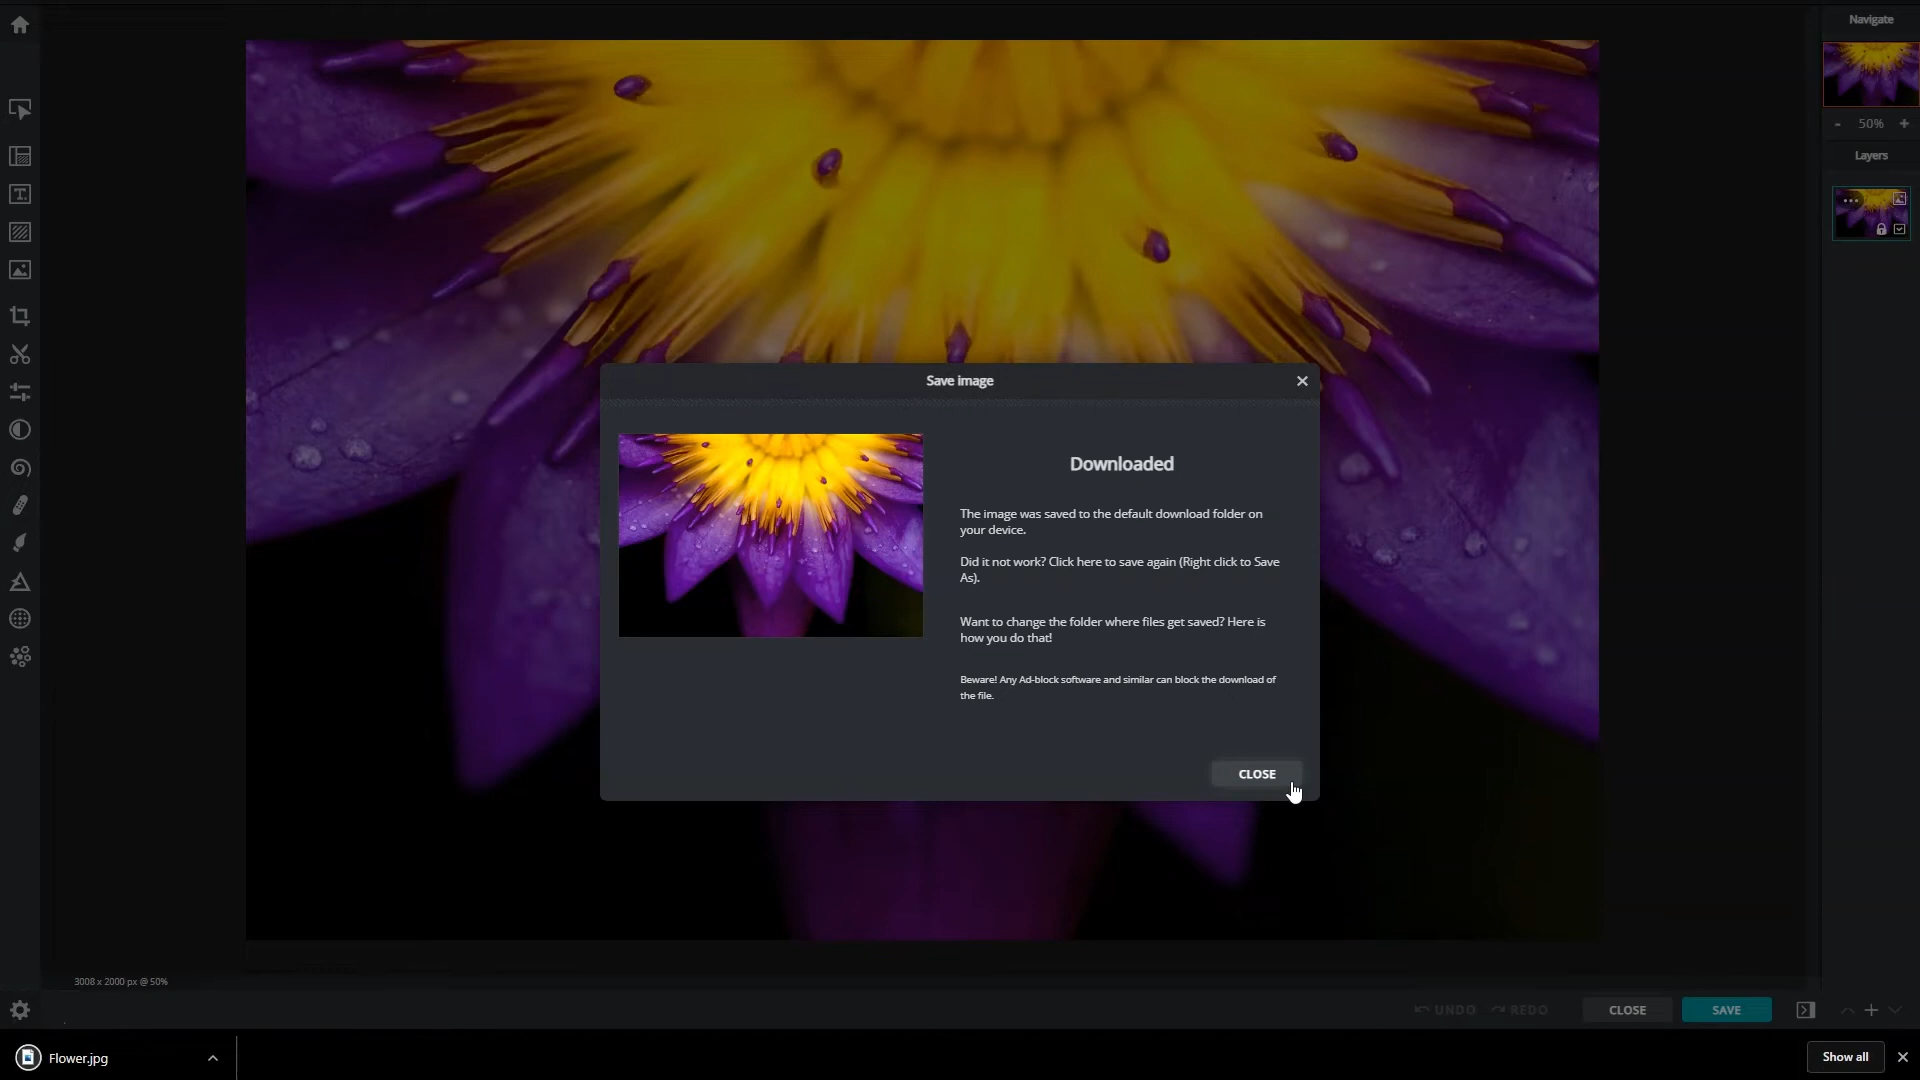 Navigate
- 50% +
Layers
Save image
Downloaded
The image was saved to the default download folder on
your device.
Did it not work? Click here to save again (Right click to Save
As).
Want to change the folder where files get saved? Here is
how you do that!
Beware! Any Ad-block software and similar can block the download of
the file.
CLOSE
3008 x 2000 px @ 50%
UNDO REDO CLOSE SAVE
Flower.jpg
Show all